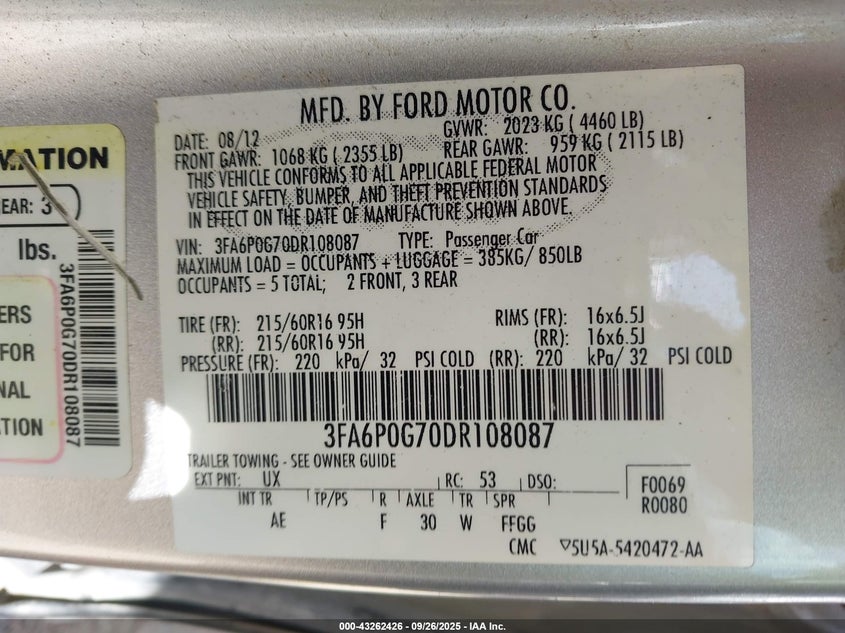 MATION
REAR: 3
lbs.
ERS
FOR
NAL
ATION
3FA6P0G70DR108087
MFD. BY FORD MOTOR CO.
DATE: 08/12 GVWR: 2023 KG ( 4460 LB)
FRONT GAWR: 1068 KG ( 2355 LB) REAR GAWR: 959 KG ( 2115 LB)
THIS VEHICLE CONFORMS TO ALL APPLICABLE FEDERAL MOTOR
VEHICLE SAFETY, BUMPER, AND THEFT PREVENTION STANDARDS
IN EFFECT ON THE DATE OF MANUFACTURE SHOWN ABOVE.
VIN: 3FA6P0G70DR108087 TYPE: Passenger Car
MAXIMUM LOAD = OCCUPANTS + LUGGAGE = 385KG/ 850LB
OCCUPANTS = 5 TOTAL; 2 FRONT, 3 REAR
TIRE (FR): 215/60R16 95H RIMS (FR): 16x6.5J
(RR): 215/60R16 95H (RR): 16x6.5J
PRESSURE (FR): 220 kPa/ 32 PSI COLD (RR): 220 kPa/ 32 PSI COLD
3FA6P0G70DR108087
TRAILER TOWING - SEE OWNER GUIDE
EXT PNT: UX RC: 53 DSO: F0069
INT TR TP/PS R AXLE TR SPR R0080
AE F 30 W FFGG
CMC ▽5U5A-5420472-AA
000-43262426 - 09/26/2025 - IAA Inc.